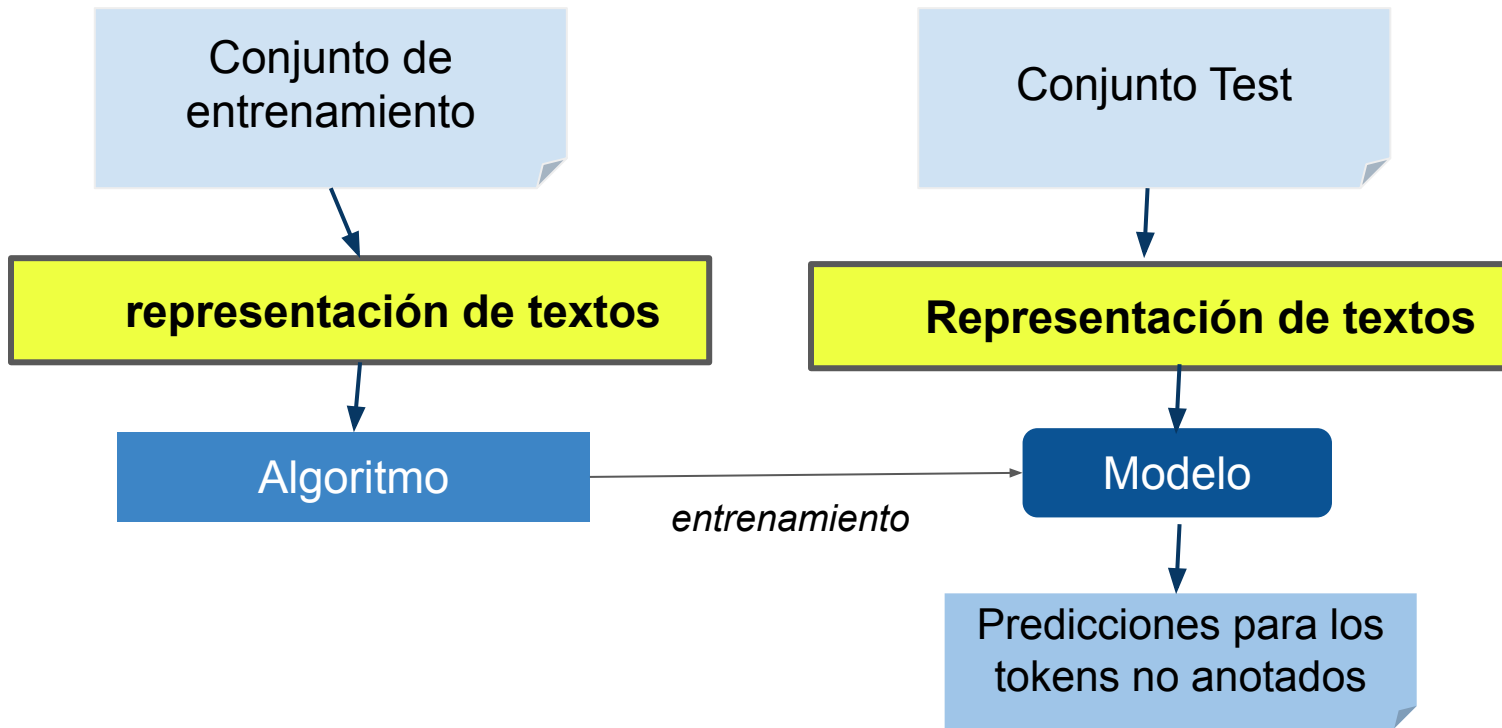 Conjunto de
entrenamiento
Conjunto Test
representación de textos
Representación de textos
Algoritmo
entrenamiento
Modelo
Predicciones para los
tokens no anotados